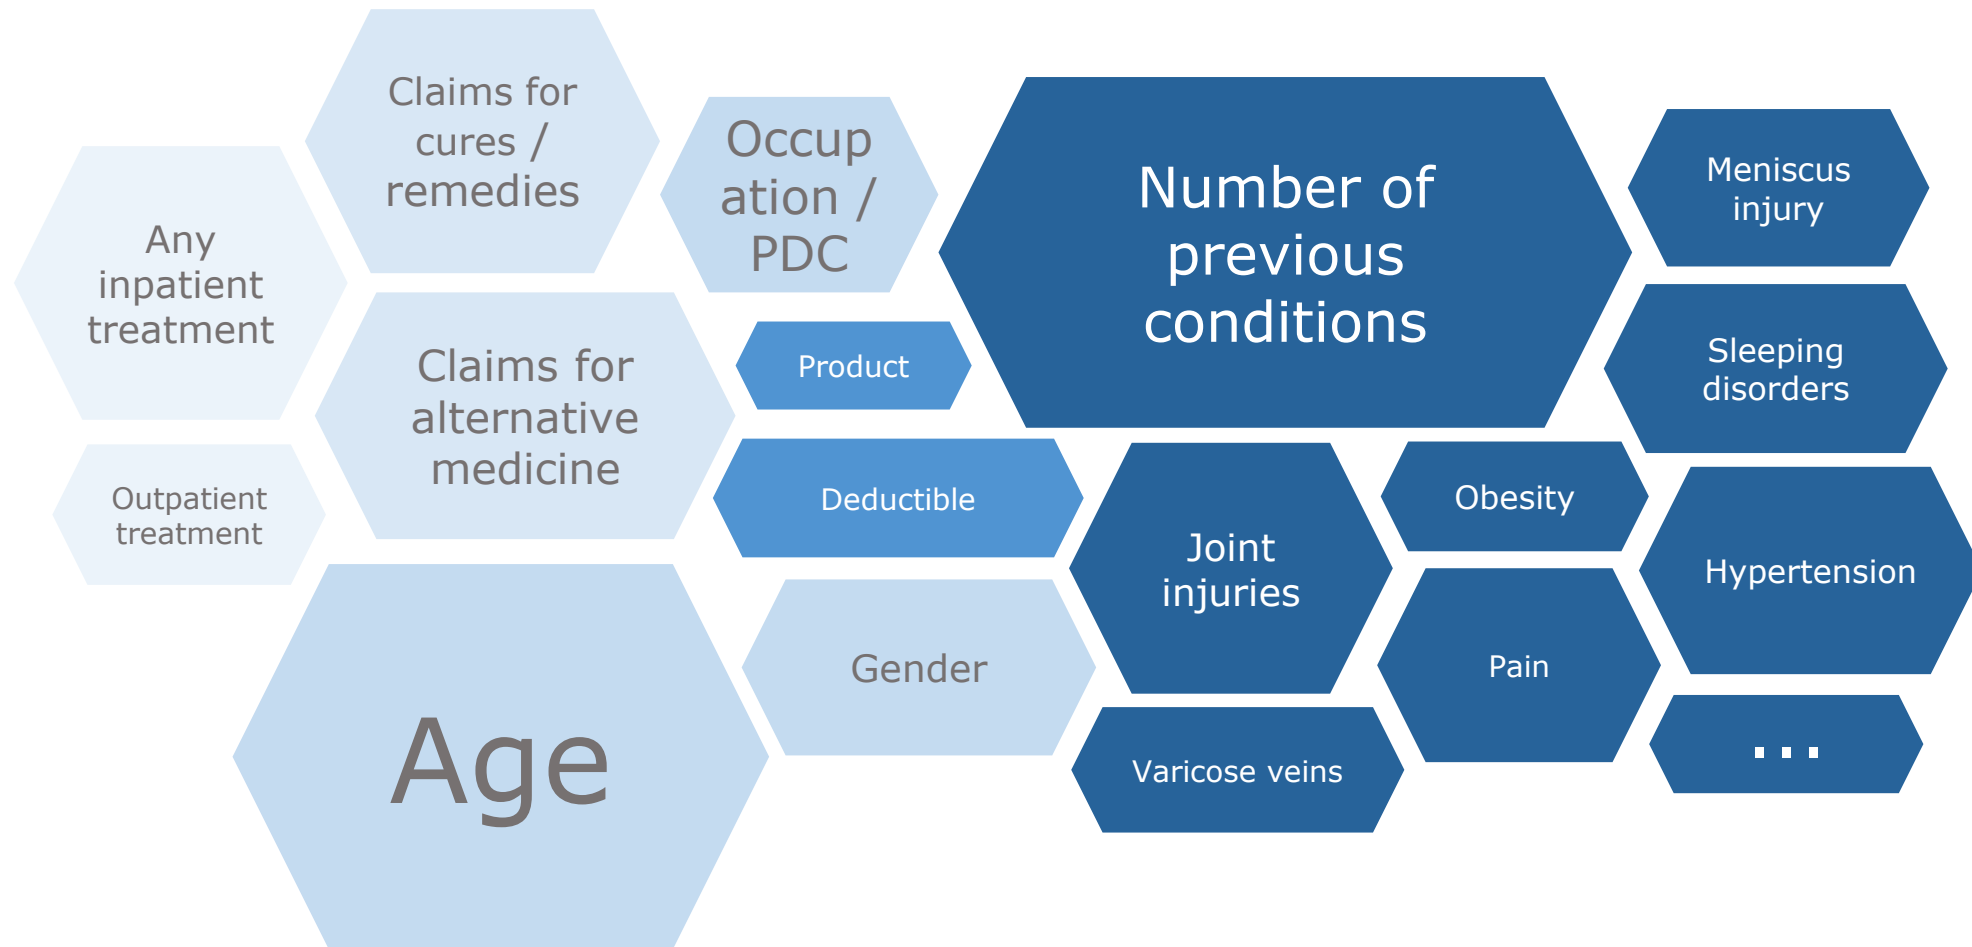 Claims for
cures /
remedies
Any
inpatient
treatment
Claims for
alternative
medicine
Outpatient
treatment
Age
Occup
ation /
PDC
Product
Deductible
Gender
Number of
previous
conditions
Meniscus
injury
Sleeping
disorders
Joint
injuries
Obesity
Hypertension
Pain
Varicose veins
...